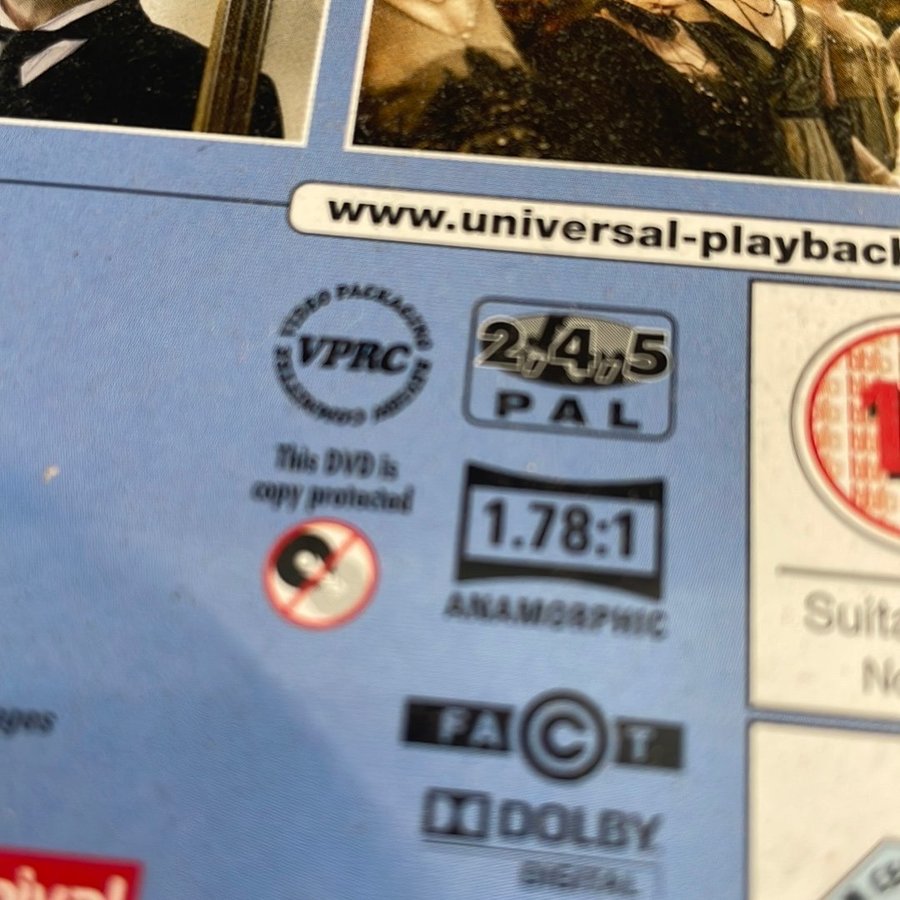 www.universal-playback
VIDEO PACKAGING REVIEW COMMITTEE
VPRC
2,4,5
PAL
This DVD is
copy protected
1.78:1
ANAMORPHIC
Suita
No
FACT
DOLBY
DIGITAL